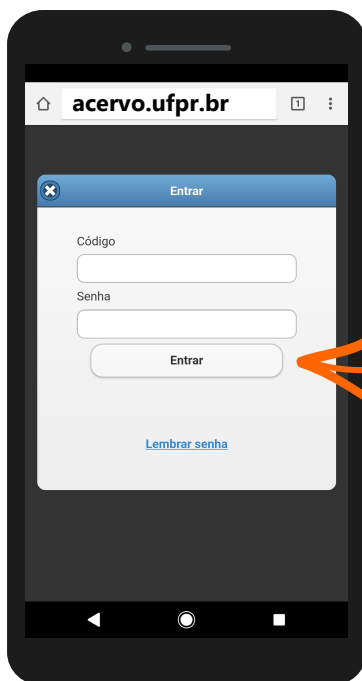 acervo.ufpr.br
1
Entrar
Código
Senha
Entrar
Lembrar senha